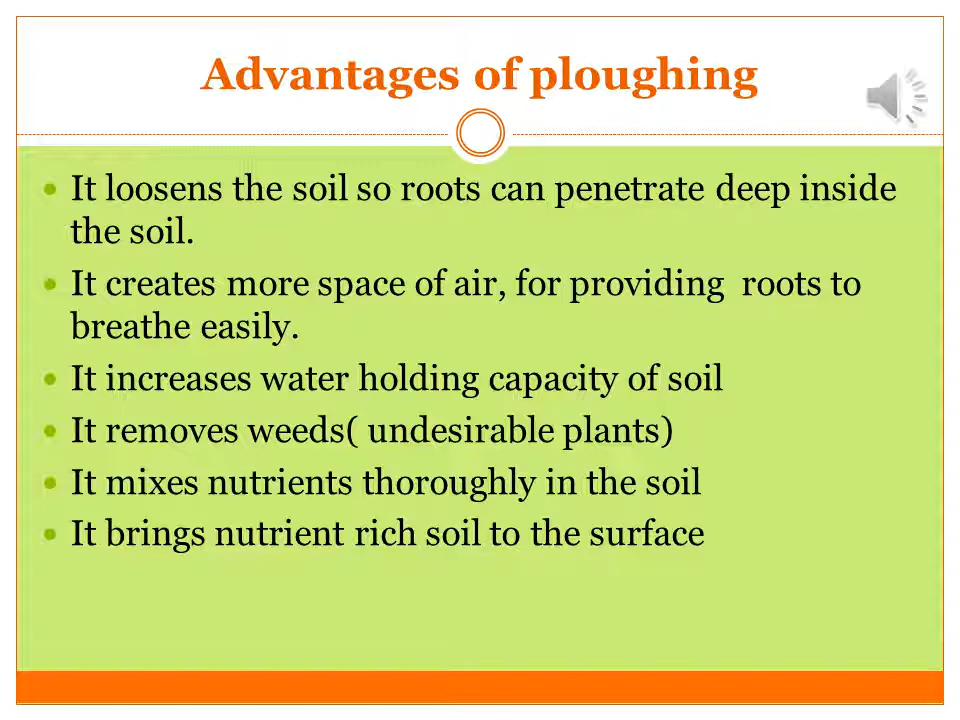 Advantages of ploughing
It loosens the soil so roots can penetrate deep inside
the soil.
It creates more space of air, for providing  roots to
breathe easily.
It increases water holding capacity of soil
It removes weeds( undesirable plants)
It mixes nutrients thoroughly in the soil
It brings nutrient rich soil to the surface